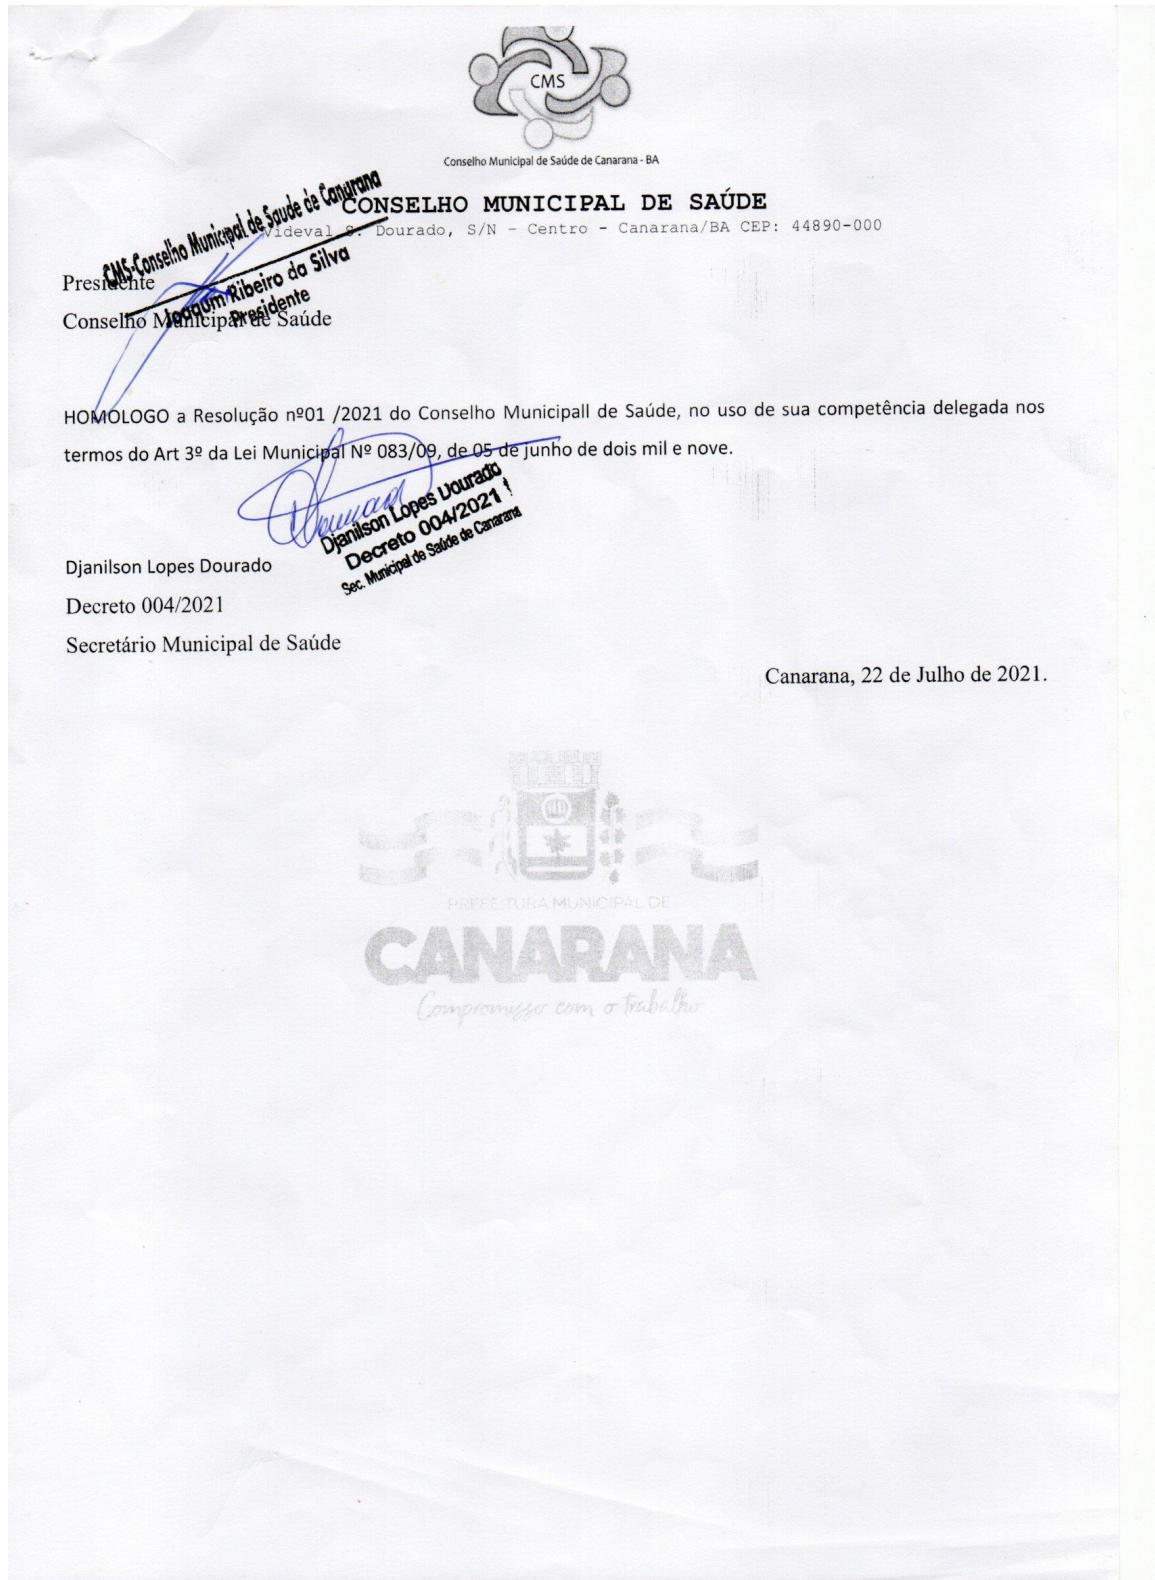 CMS
Conselho Municipal de Saúde de Canarana - BA
CONSELHO MUNICIPAL DE SAÚDE
Videval S. Dourado, S/N - Centro - Canarana/BA CEP: 44890-000
CMS-Conselho Municipal de Saude de Canarana
Joaquim Ribeiro da Silva
Presidente
Presidente
Conselho Municipal de Saúde
HOMOLOGO a Resolução nº01 /2021 do Conselho Municipall de Saúde, no uso de sua competência delegada nos
termos do Art 3º da Lei Municipal Nº 083/09, de 05 de junho de dois mil e nove.
Djanilson Lopes Dourado
Decreto 004/2021
Sec. Municipal de Saúde de Canarana
Djanilson Lopes Dourado
Decreto 004/2021
Secretário Municipal de Saúde
Canarana, 22 de Julho de 2021.
PREFEITURA MUNICIPAL DE
CANARANA
Compromisso com o trabalho